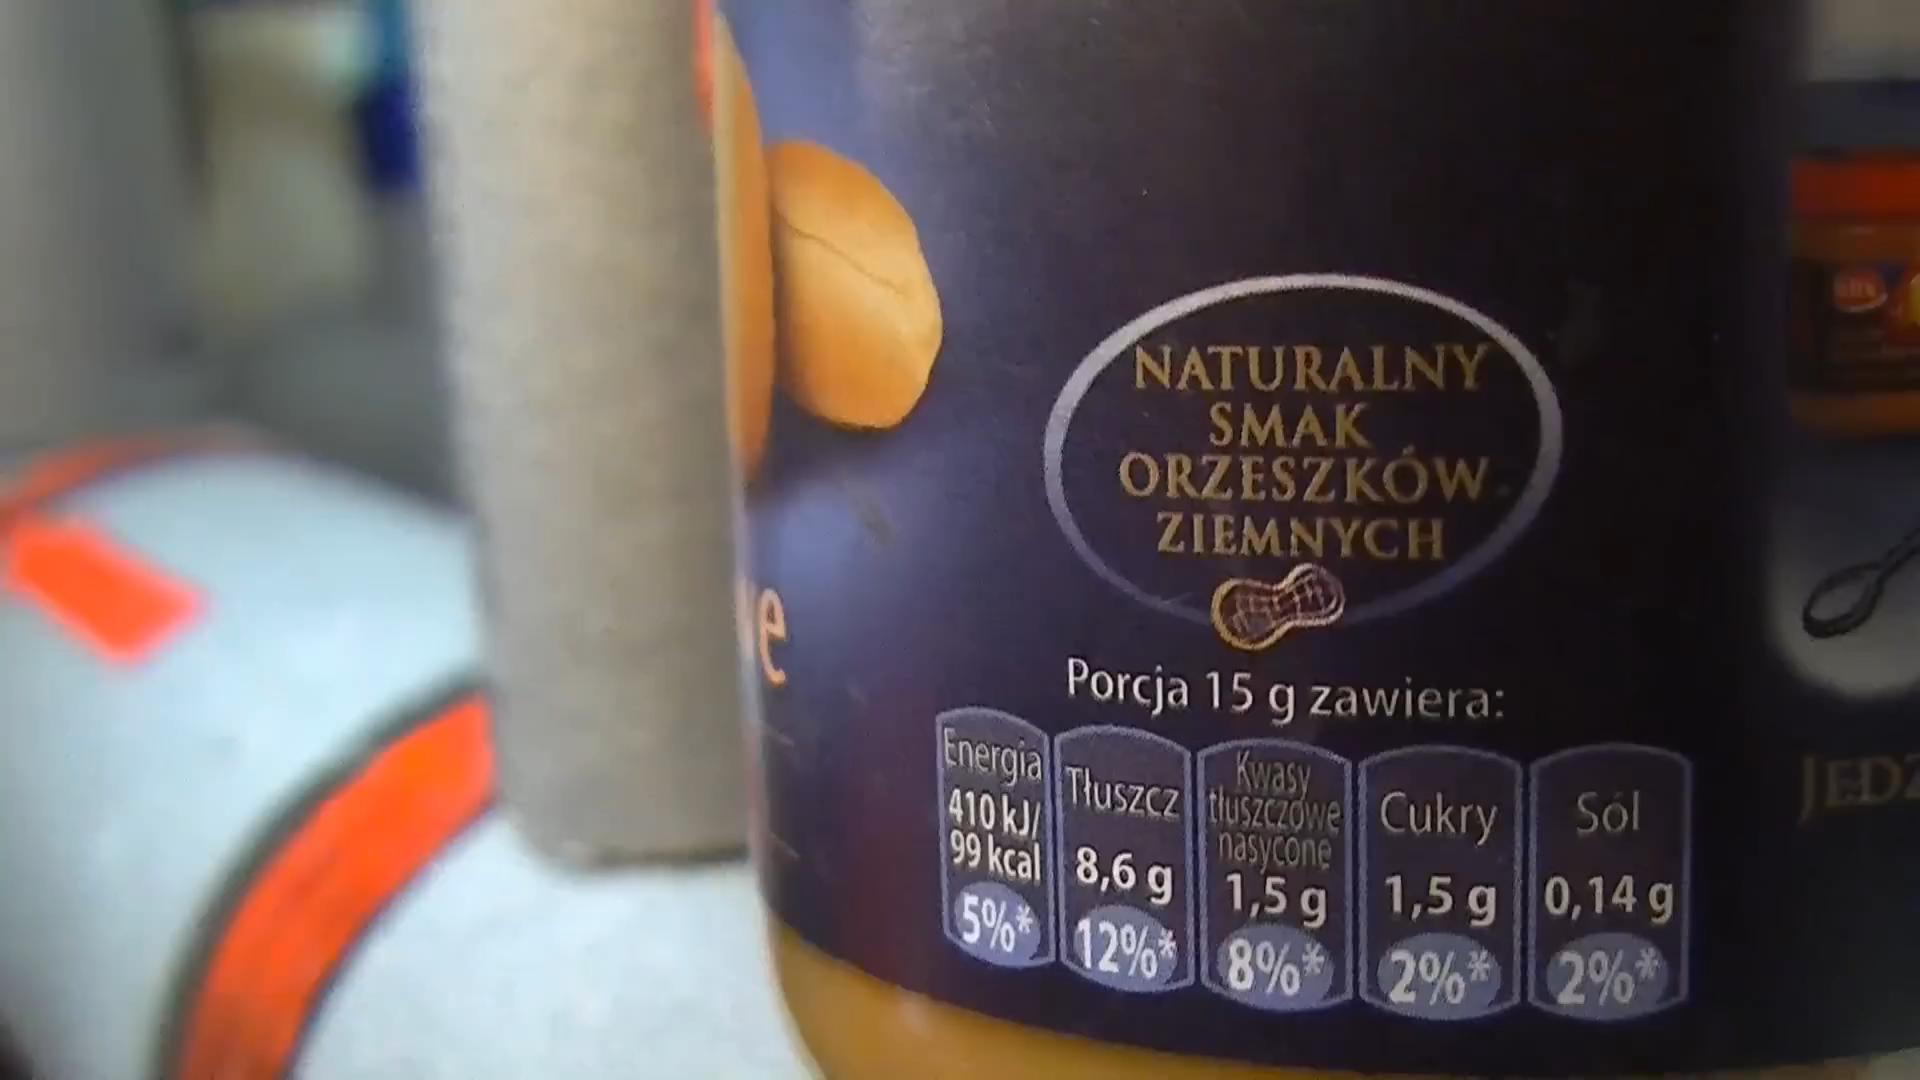 NATURALNY
SMAK
ORZESZKÓW
ZIEMNYCH
Porcja 15 g zawiera:
Energia
410 kJ/
99 kcal
5%*
Tłuszcz
8,6 g
12%*
Kwasy
tłuszczowe
nasycone
1,5 g
8%*
Cukry
1,5 g
2%*
Sól
0,14 g
2%*